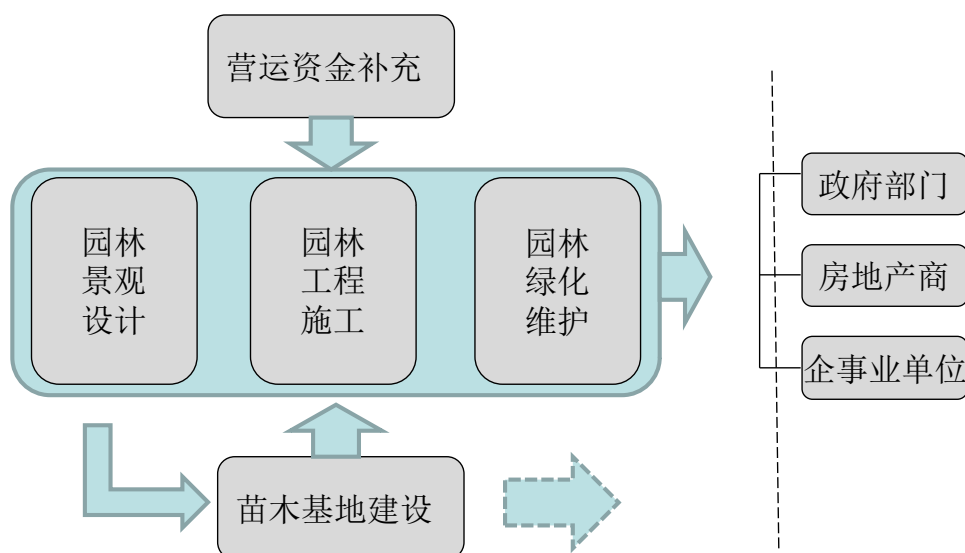 营运资金补充
园林
景观
设计
园林
工程
施工
园林
绿化
维护
政府部门
房地产商
企事业单位
苗木基地建设